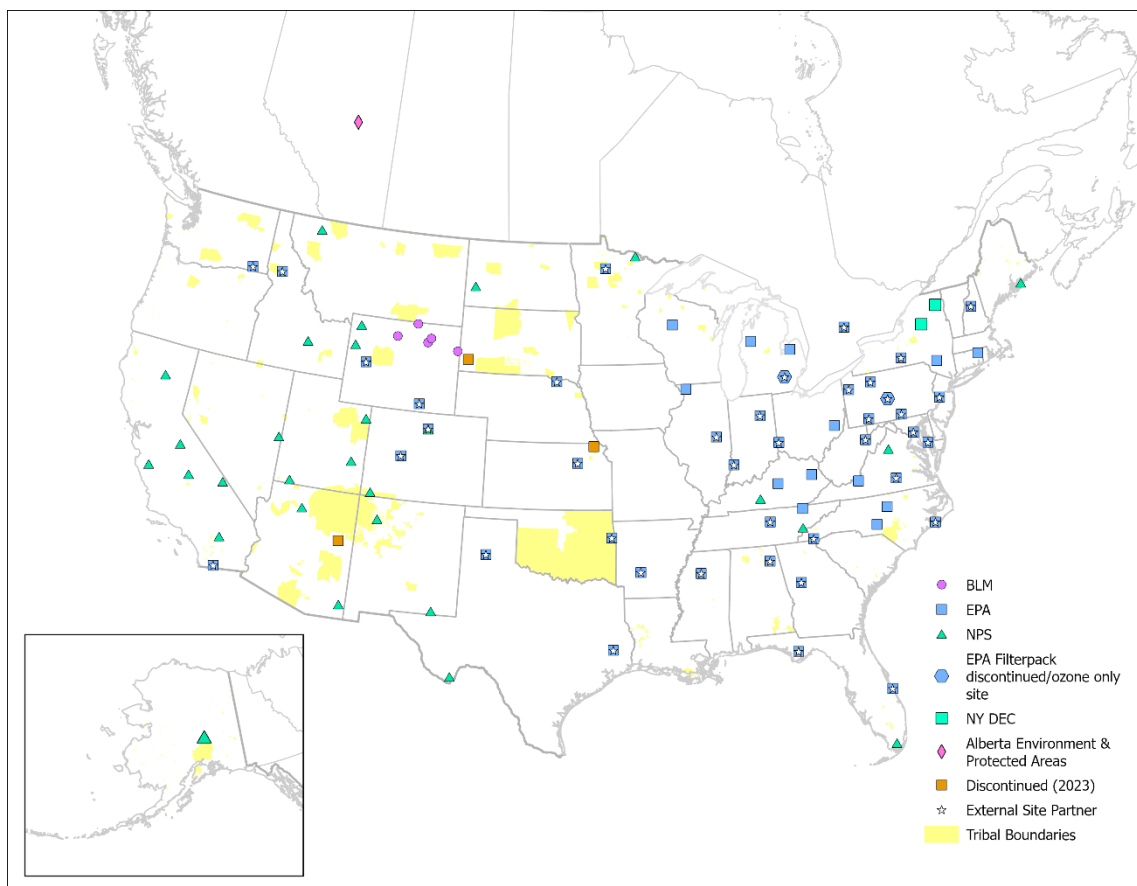 BLM
EPA
NPS
EPA Filterpack
discontinued/ozone only
site
NY DEC
Alberta Environment &
Protected Areas
Discontinued (2023)
External Site Partner
Tribal Boundaries